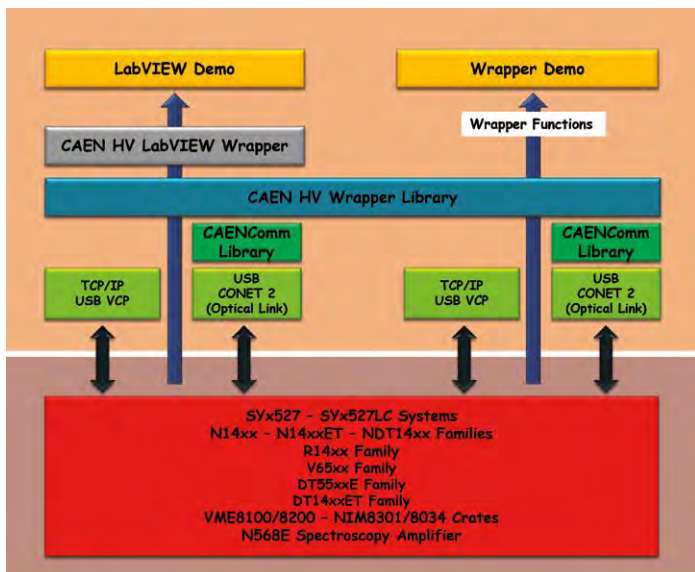 LabVIEW Demo
Wrapper Demo
Wrapper Functions
CAEN HV LabVIEW Wrapper
CAEN HV Wrapper Library
CAENComm
Library
CAENComm
Library
TCP/IP
USB VCP
USB
CONET 2
(Optical Link)
TCP/IP
USB VCP
USB
CONET 2
(Optical Link)
SYx527 - SYx527LC Systems
N14xx - N14xxET - NDT14xx Families
R14xx Family
V65xx Family
DT55xxE Family
DT14xxET Family
VME8100/8200 - NIM8301/8034 Crates
N568E Spectroscopy Amplifier